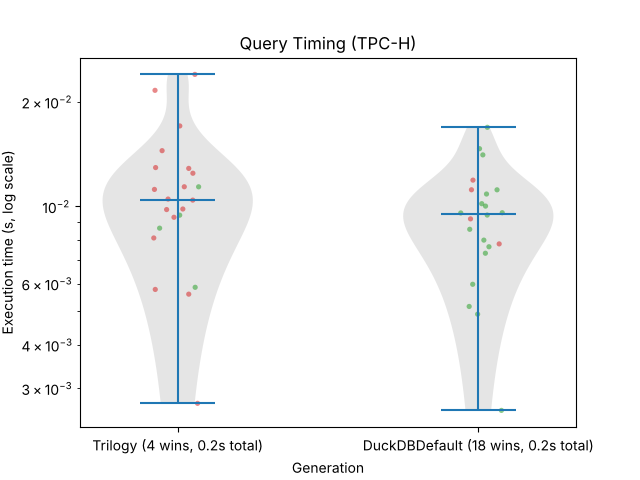 Query Timing (TPC-H)
Execution time (s, log scale)
2 × 10⁻²
10⁻²
6 × 10⁻³
4 × 10⁻³
3 × 10⁻³
Trilogy (4 wins, 0.2s total)
DuckDBDefault (18 wins, 0.2s total)
Generation